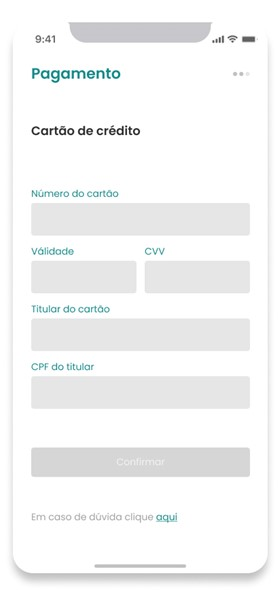 9:41
Pagamento
Cartão de crédito
Número do cartão
Válidade CVV
Titular do cartão
CPF do titular
Confirmar
Em caso de dúvida clique aqui